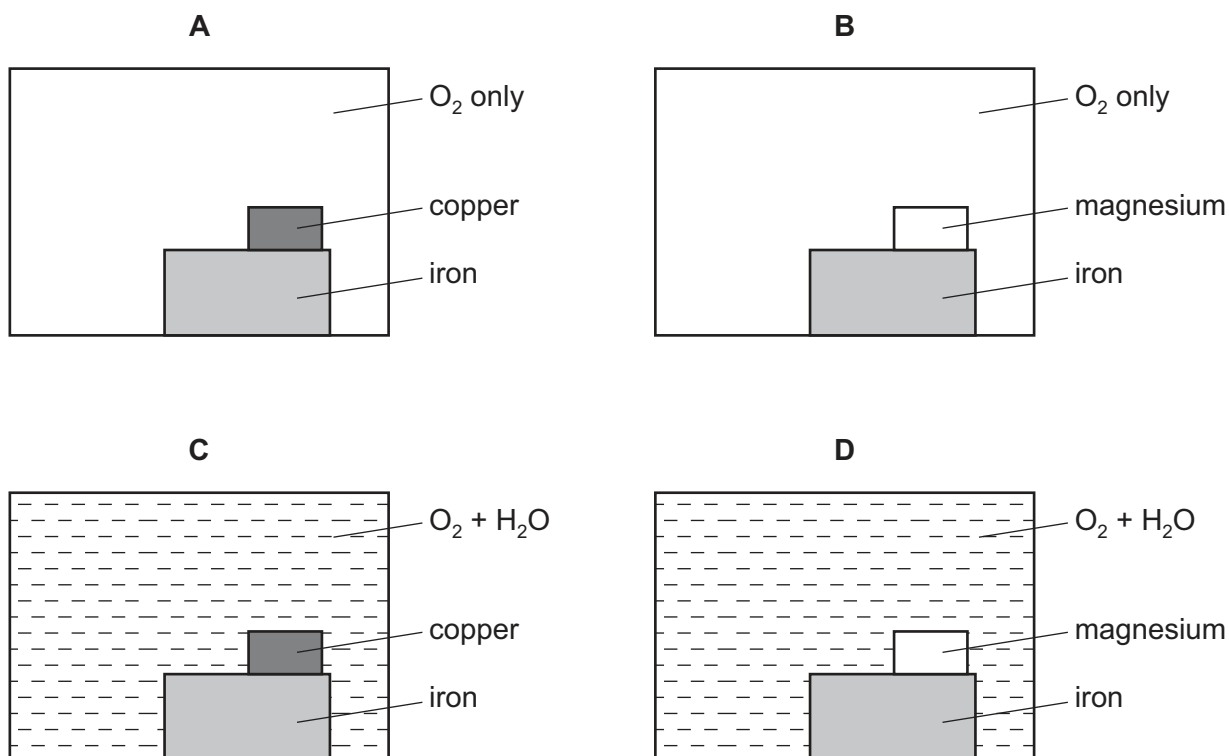 A
O₂ only
copper
iron
B
O₂ only
magnesium
iron
C
O₂ + H₂O
copper
iron
D
O₂ + H₂O
magnesium
iron